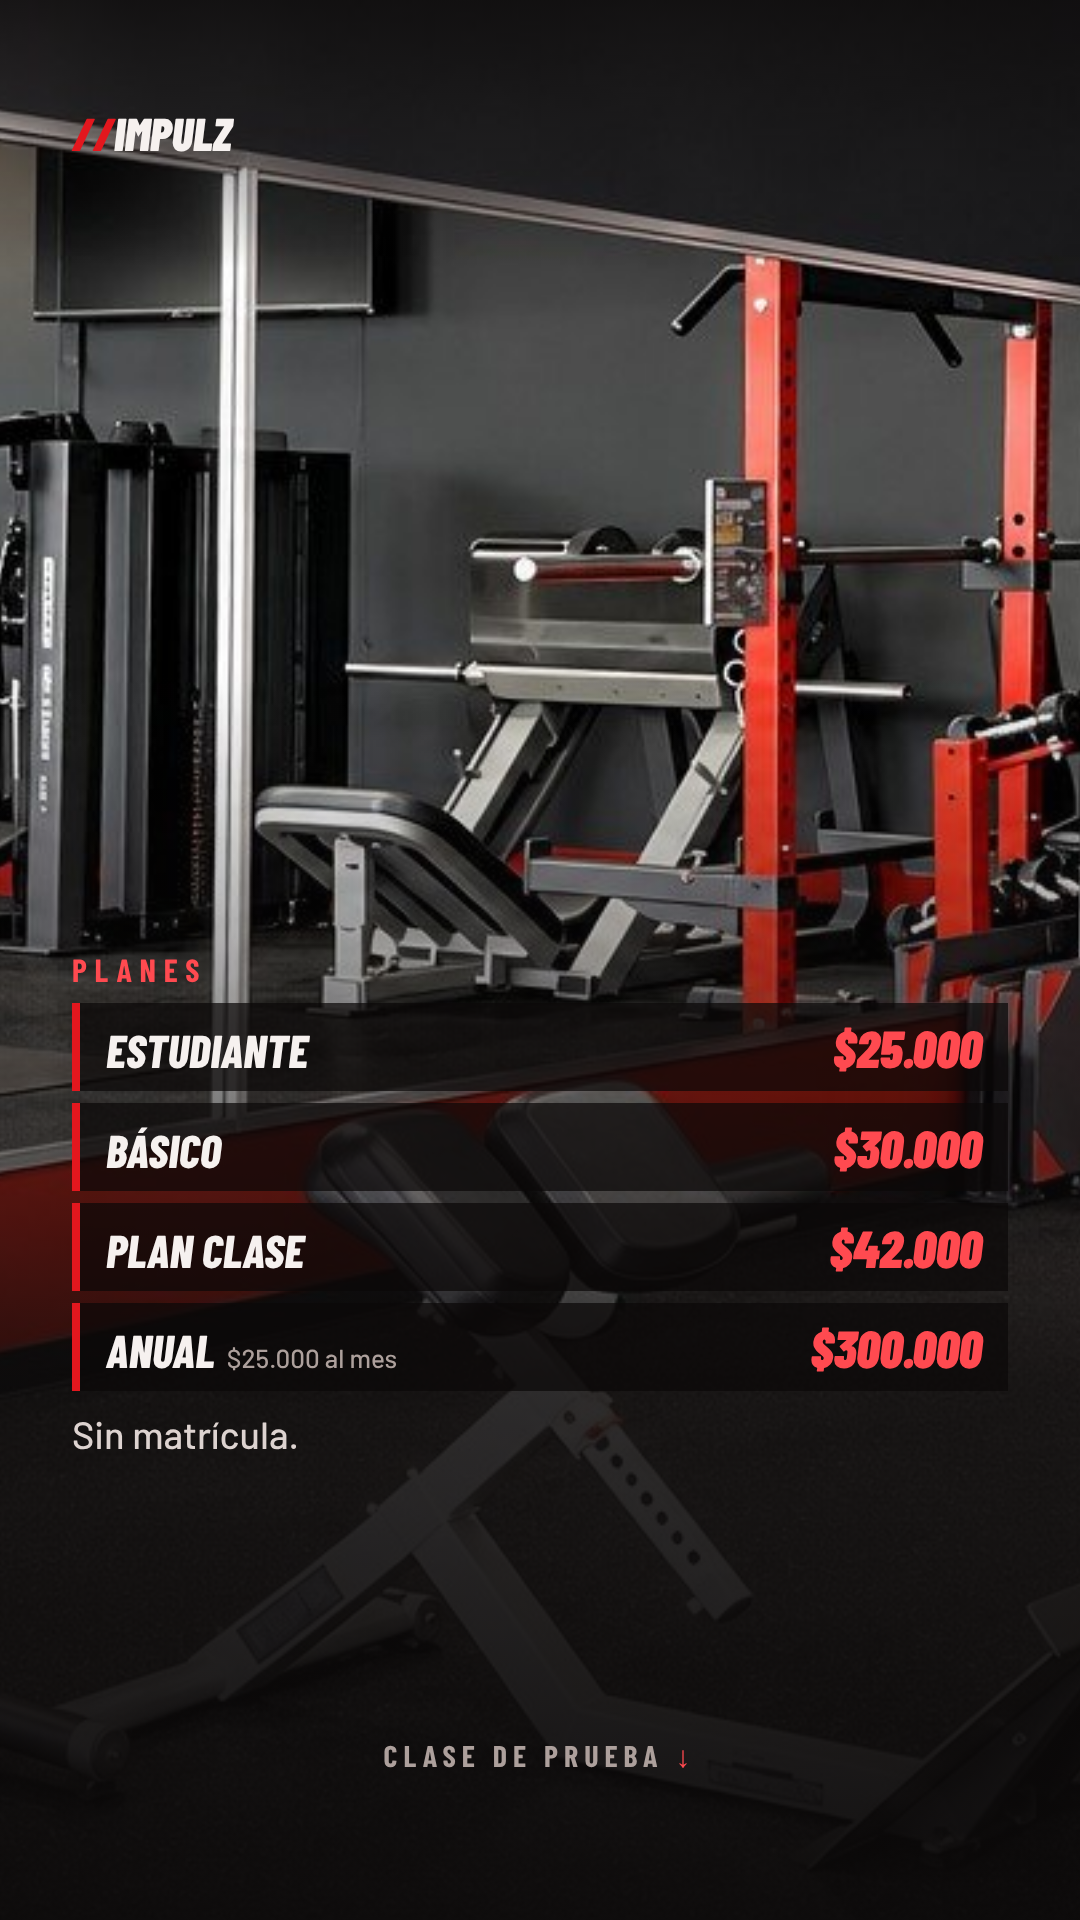 //IMPULZ
PLANES
ESTUDIANTE $25.000
BÁSICO $30.000
PLAN CLASE $42.000
ANUAL $25.000 al mes $300.000
Sin matrícula.
CLASE DE PRUEBA ↓